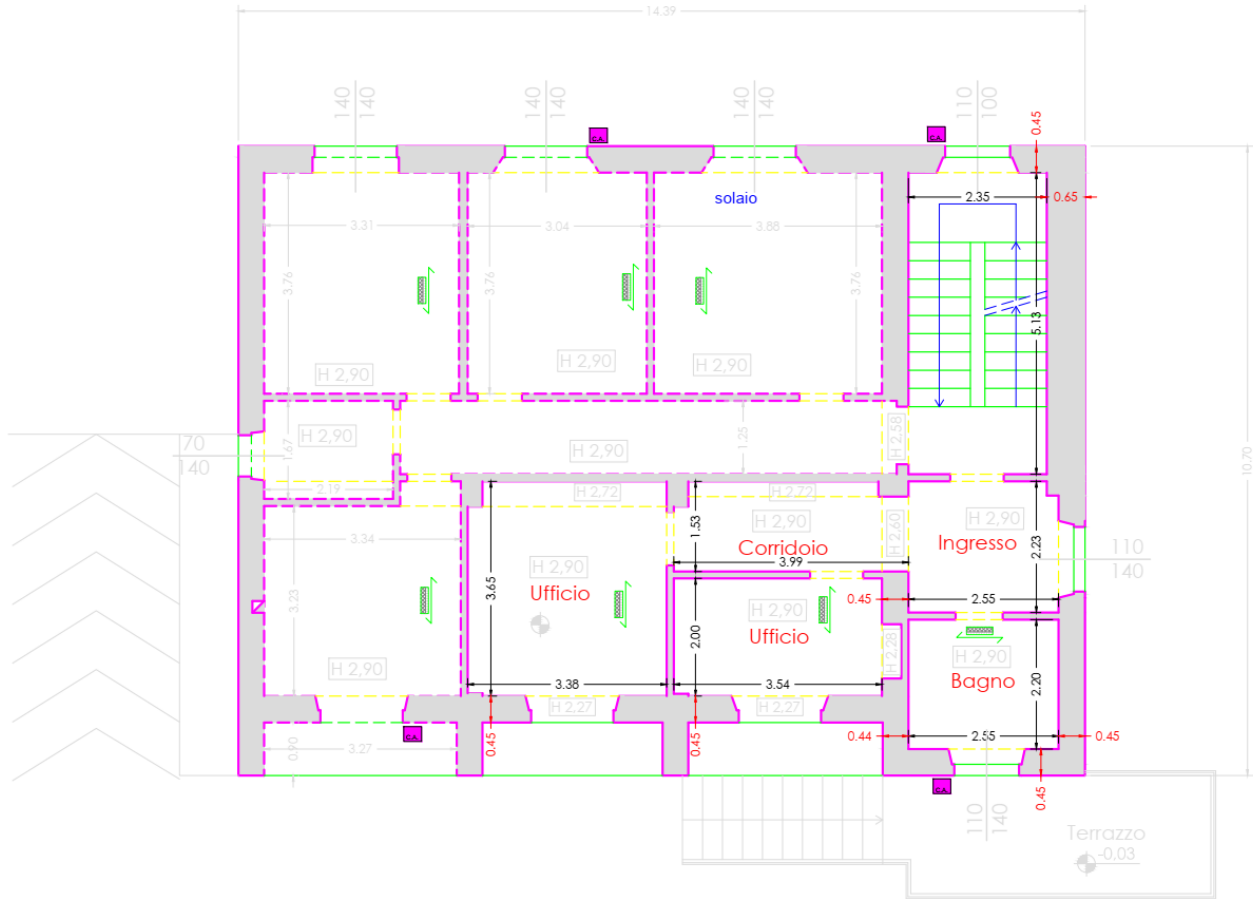 14.39
140
140
140
140
140
140
110
100
0.45
C.A.
C.A.
solaio
2.35
0.65
3.31
3.04
3.88
3.76
3.76
3.76
5.13
10.70
H 2,90
H 2,90
H 2,90
70
140
H 2,90
1.67
H 2,90
1.25
H 2,58
2.19
H 2,72
H 2,72
3.34
1.53
H 2,90
Corridoio
3.99
H 2,60
H 2,90
Ingresso
2.23
110
140
H 2,90
Ufficio
3.65
3.23
H 2,90
Ufficio
2.00
0.45
2.55
H 2,28
H 2,90
H 2,90
Bagno
2.20
3.38
3.54
H 2,27
H 2,27
0.45
0.45
0.44
2.55
0.45
C.A.
0.90
3.27
C.A.
0.45
110
140
Terrazzo
-0,03